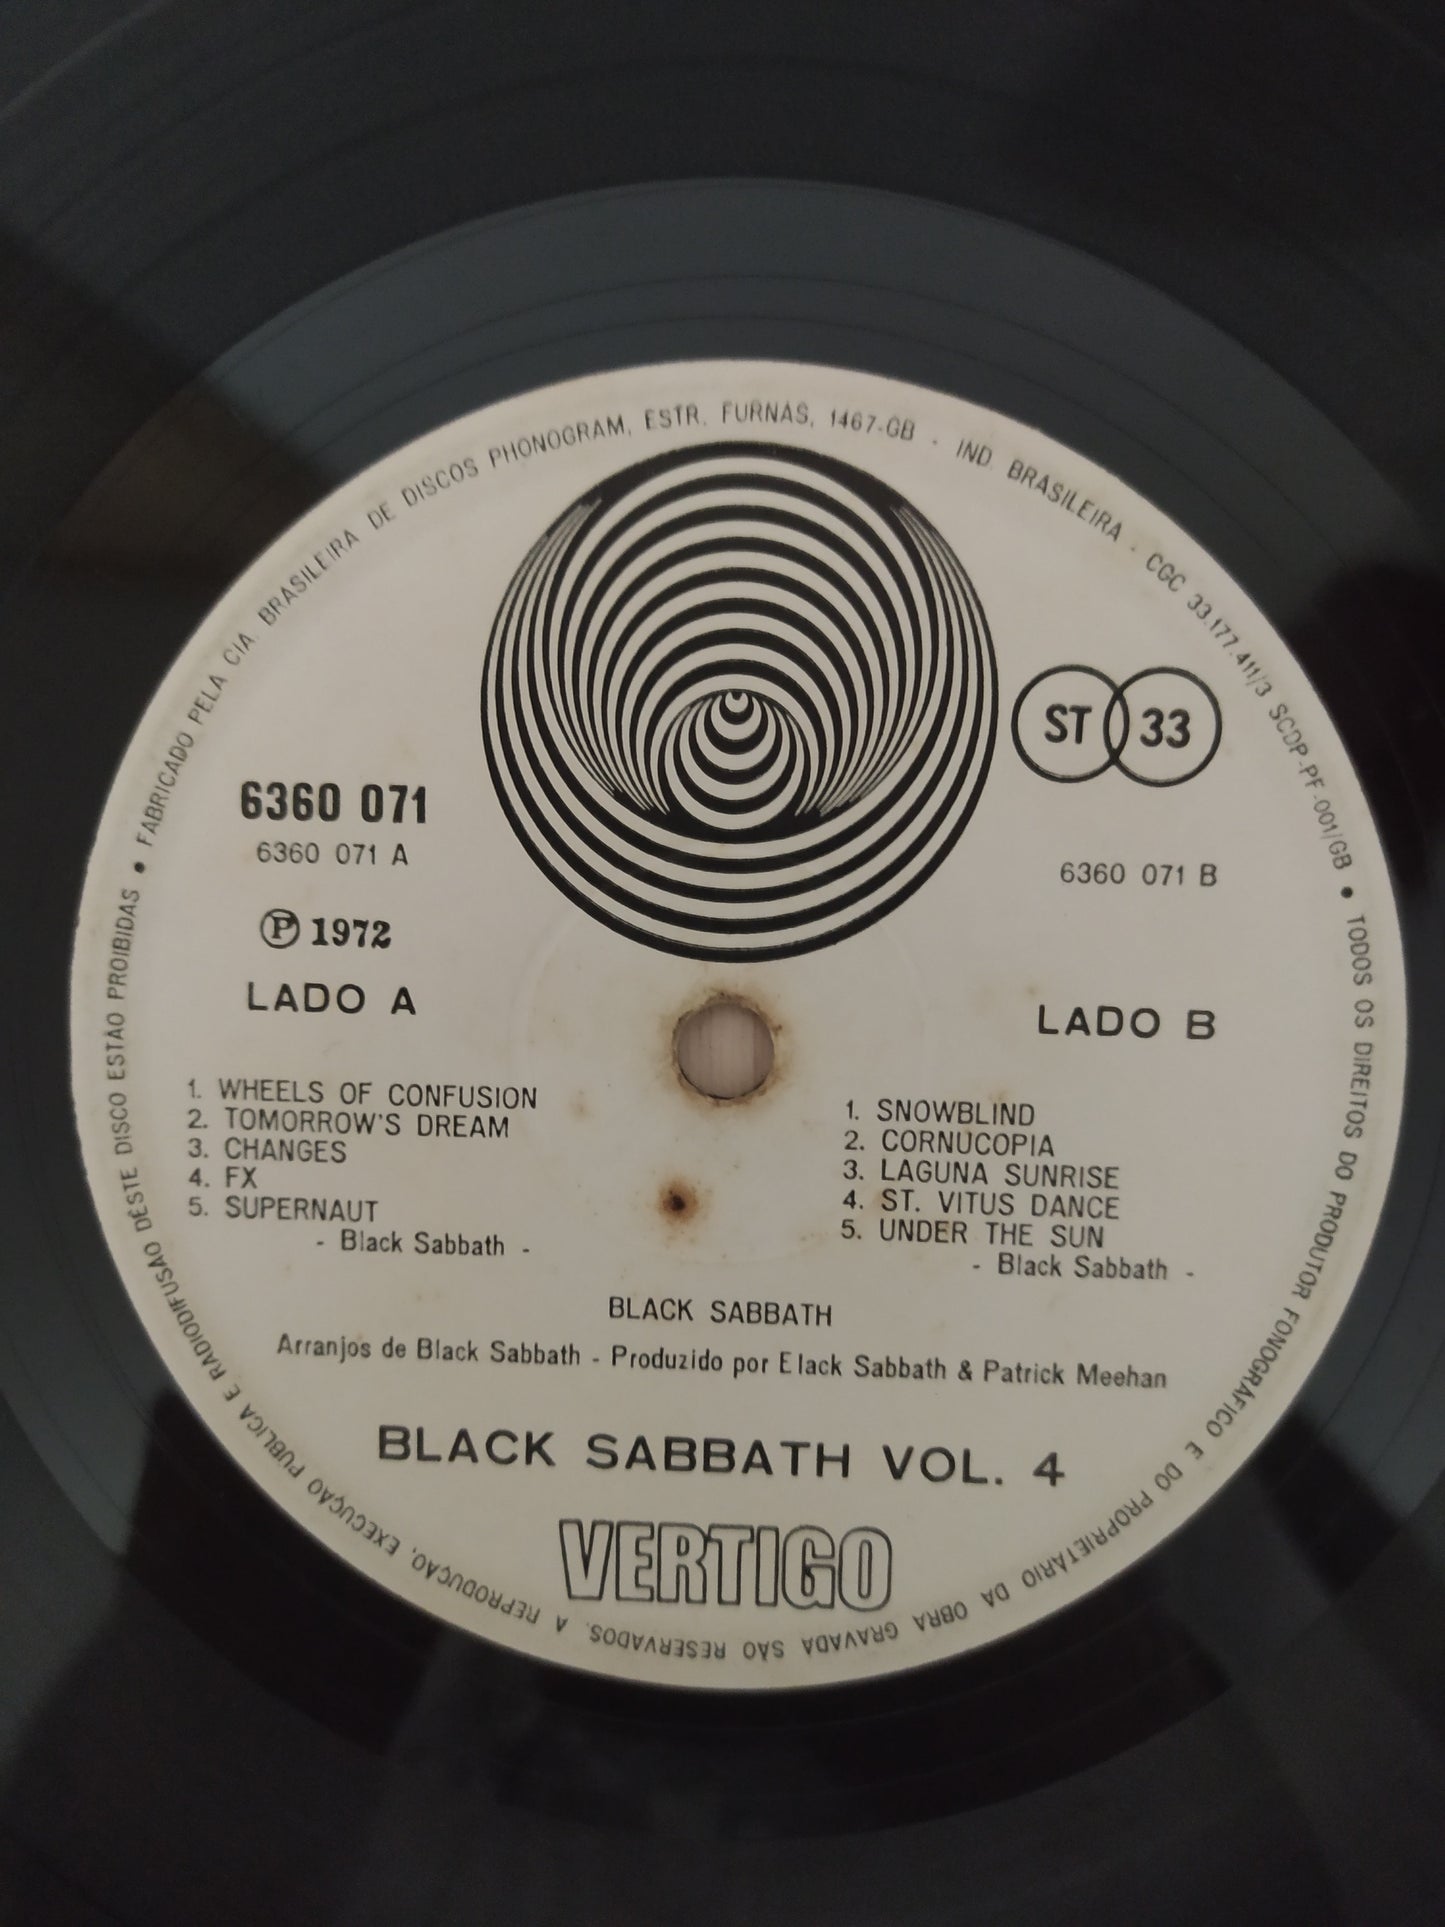 FABRICADO PELA CIA. BRASILEIRA DE DISCOS PHONOGRAM, ESTR. FURNAS, 1467-GB - IND. BRASILEIRA - CGC 33.177.411/3 SCDP-PF-001/GB • TODOS OS DIREITOS DO PRODUTOR FONOGRÁFICO E DO PROPRIETÁRIO DA OBRA GRAVADA SÃO RESERVADOS. A REPRODUÇÃO, EXECUÇÃO PÚBLICA E RADIODIFUSÃO DESTE DISCO ESTÃO PROIBIDAS •
ST 33
6360 071
6360 071 A
℗ 1972
LADO A
1. WHEELS OF CONFUSION
2. TOMORROW'S DREAM
3. CHANGES
4. FX
5. SUPERNAUT
- Black Sabbath -
6360 071 B
LADO B
1. SNOWBLIND
2. CORNUCOPIA
3. LAGUNA SUNRISE
4. ST. VITUS DANCE
5. UNDER THE SUN
- Black Sabbath -
BLACK SABBATH
Arranjos de Black Sabbath - Produzido por Elack Sabbath & Patrick Meehan
BLACK SABBATH VOL. 4
VERTIGO